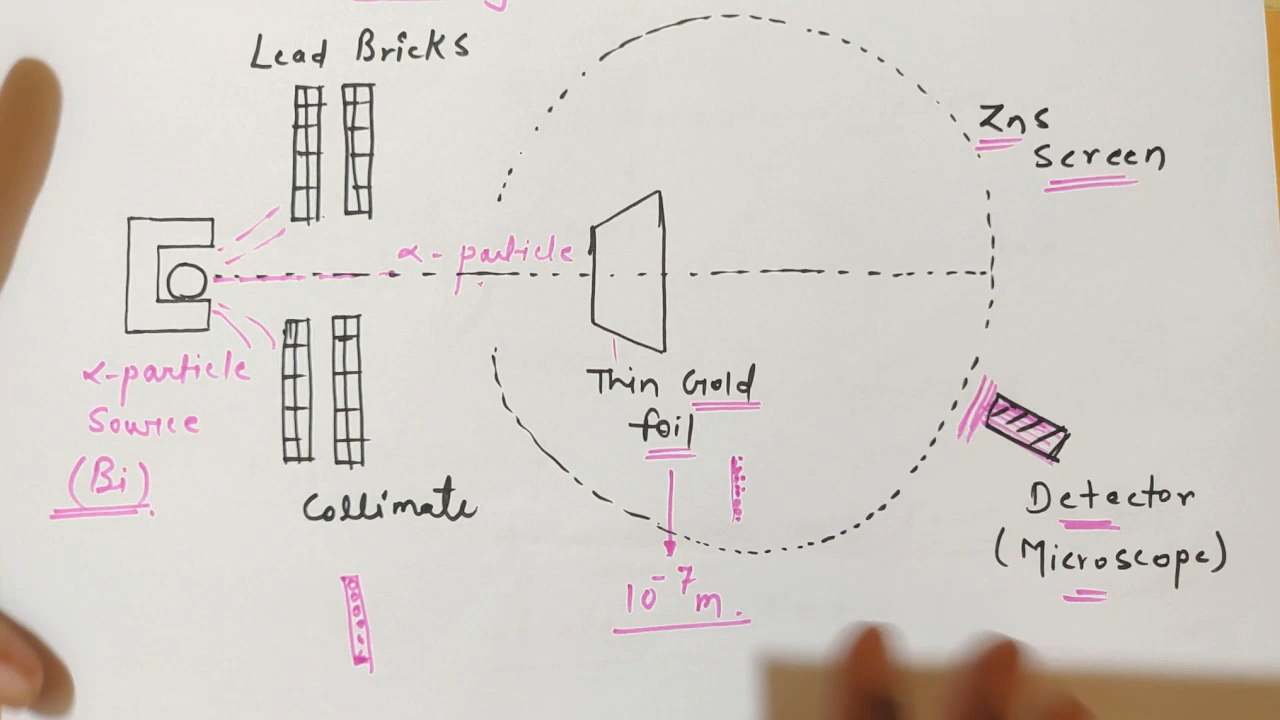 Lead Bricks
Zns
Screen
α-particle
α-particle
Source
(Bi)
Thin Gold
foil
Collimate
Detector
(Microscope)
10⁻⁷m.